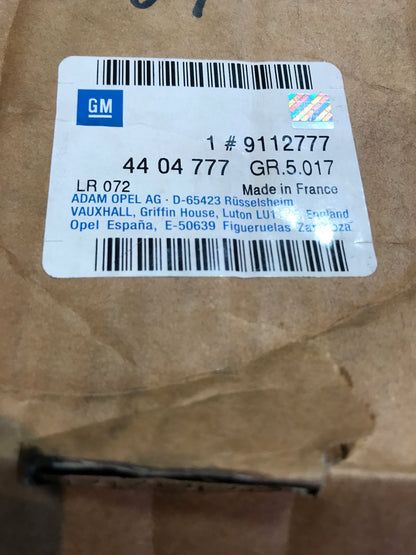 GM
1 # 9112777
44 04 777 GR.5.017
LR 072 Made in France
ADAM OPEL AG · D-65423 Rüsselsheim
VAUXHALL, Griffin House, Luton England
Opel España, E-50639 Figueruelas Zaragoza